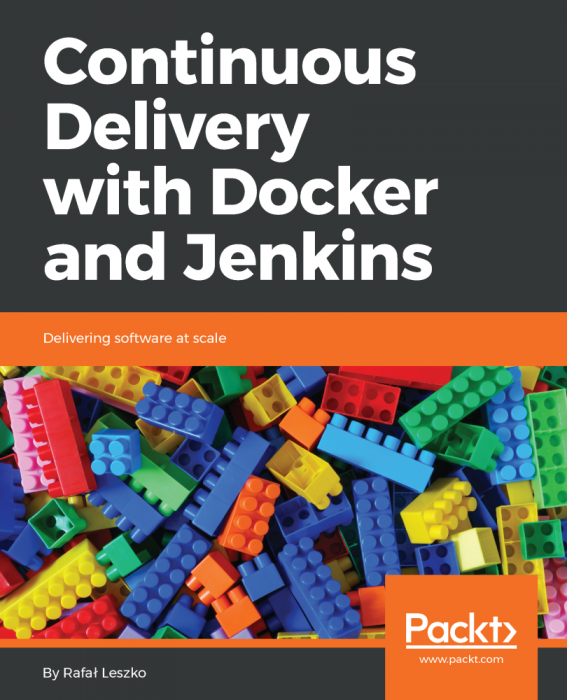 Continuous
Delivery
with Docker
and Jenkins
Delivering software at scale
Packt>
www.packt.com
By Rafał Leszko